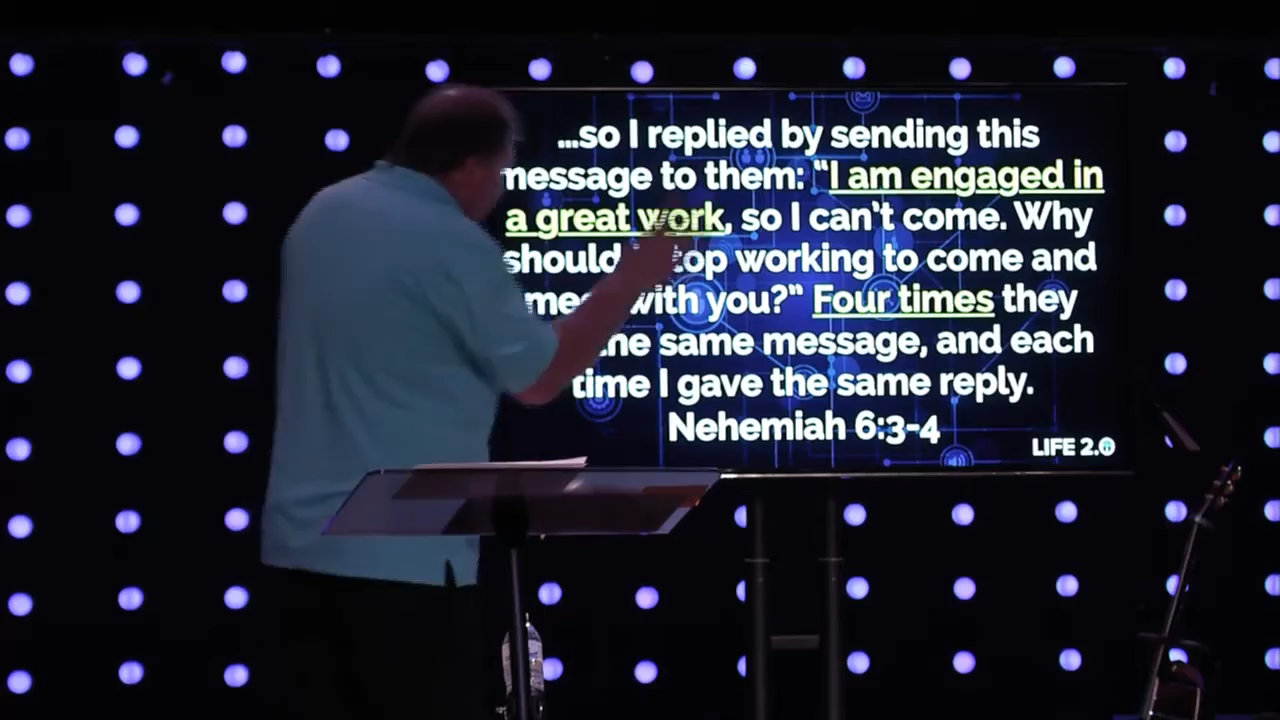 ...so I replied by sending this
message to them: "I am engaged in
a great work, so I can't come. Why
should top working to come and
with you?" Four times they
the same message, and each
time I gave the same reply.
Nehemiah 6:3-4
LIFE 2.0